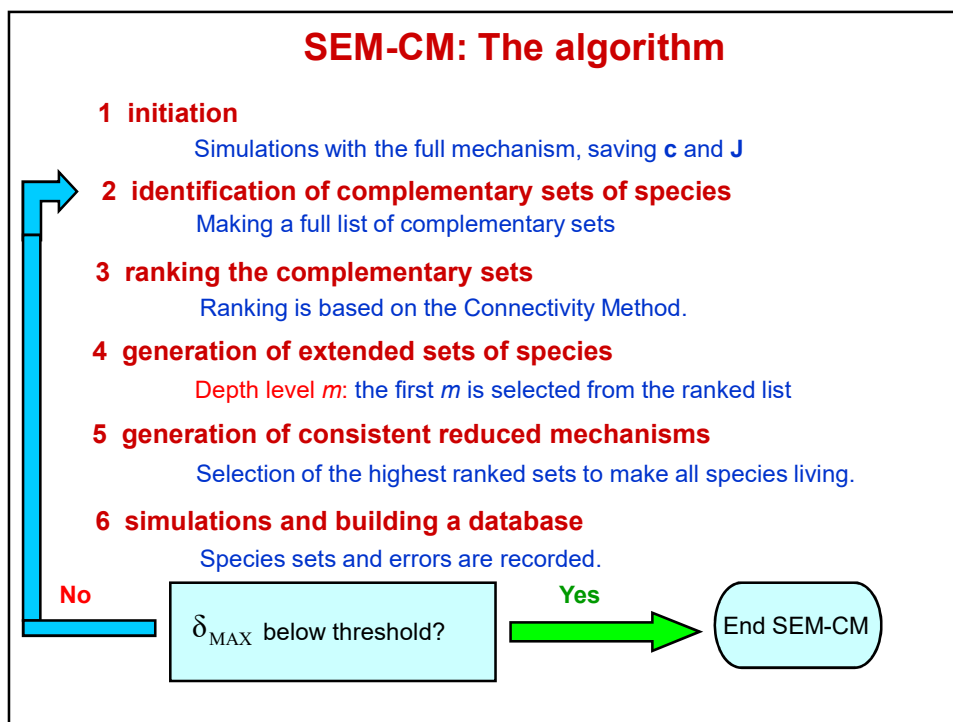 SEM-CM: The algorithm
1 initiation
Simulations with the full mechanism, saving c and J
2 identification of complementary sets of species
Making a full list of complementary sets
3 ranking the complementary sets
Ranking is based on the Connectivity Method.
4 generation of extended sets of species
Depth level m: the first m is selected from the ranked list
5 generation of consistent reduced mechanisms
Selection of the highest ranked sets to make all species living.
6 simulations and building a database
Species sets and errors are recorded.
No
Yes
δMAX below threshold?
End SEM-CM